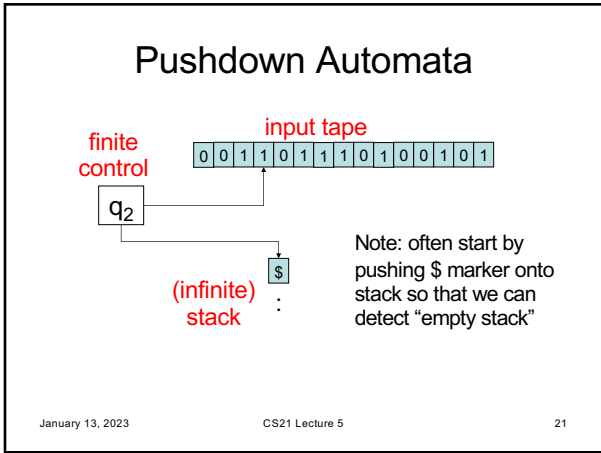 Pushdown Automata
input tape
finite
control
0 0 1 1 0 1 1 1 0 1 0 0 1 0 1
q2
$
:
(infinite)
stack
Note: often start by
pushing $ marker onto
stack so that we can
detect “empty stack”
January 13, 2023 CS21 Lecture 5 21